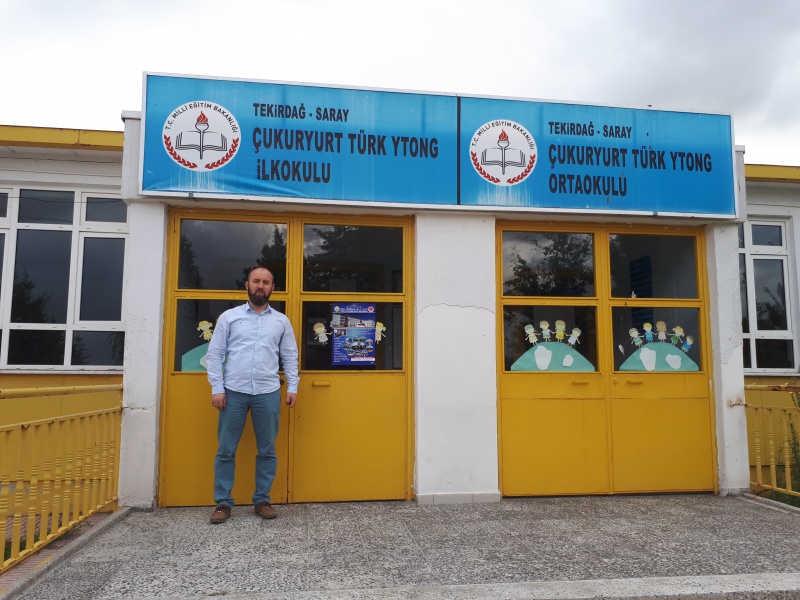 T.C. MİLLİ EĞİTİM BAKANLIĞI
TEKİRDAĞ - SARAY
ÇUKURYURT TÜRK YTONG
İLKOKULU
T.C. MİLLİ EĞİTİM BAKANLIĞI
TEKİRDAĞ - SARAY
ÇUKURYURT TÜRK YTONG
ORTAOKULU